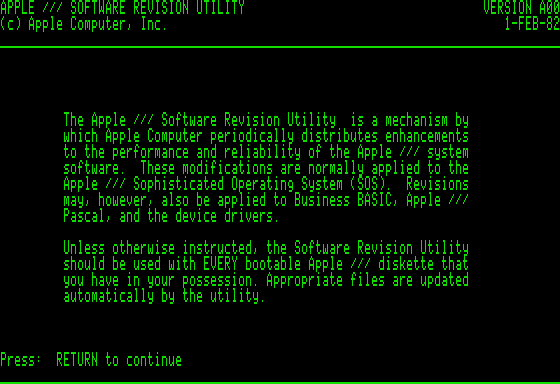 APPLE /// SOFTWARE REVISION UTILITY VERSION A00
(c) Apple Computer, Inc. 1-FEB-82
The Apple /// Software Revision Utility  is a mechanism by
which Apple Computer periodically distributes enhancements
to the performance and reliability of the Apple /// system
software.  These modifications are normally applied to the
Apple /// Sophisticated Operating System (SOS).  Revisions
may, however, also be applied to Business BASIC, Apple ///
Pascal, and the device drivers.
Unless otherwise instructed, the Software Revision Utility
should be used with EVERY bootable Apple /// diskette that
you have in your possession. Appropriate files are updated
automatically by the utility.
Press:  RETURN to continue